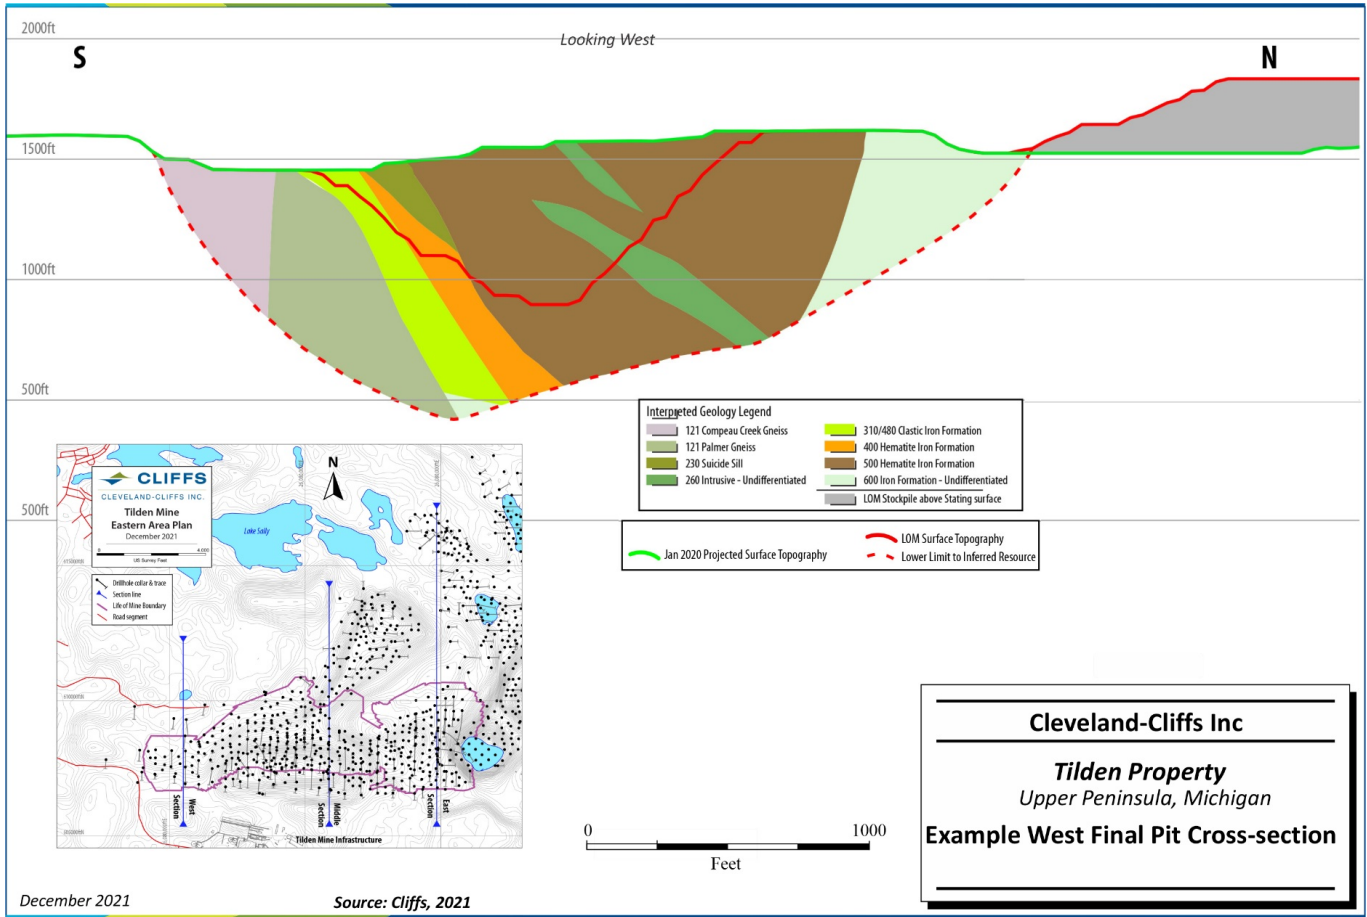 2000ft
Looking West
S
N
1500ft
1000ft
500ft
Interpreted Geology Legend
121 Compeau Creek Gneiss
121 Palmer Gneiss
230 Suicide Sill
260 Intrusive - Undifferentiated
310/480 Clastic Iron Formation
400 Hematite Iron Formation
500 Hematite Iron Formation
600 Iron Formation - Undifferentiated
LOM Stockpile above Stating surface
500ft
Jan 2020 Projected Surface Topography
LOM Surface Topography
Lower Limit to Inferred Resource
CLIFFS
CLEVELAND-CLIFFS INC.
Tilden Mine
Eastern Area Plan
December 2021
0 4,000
US Survey Feet
Drillhole collar & trace
Section line
Life of Mine Boundary
Road segment
N
Lake Sally
West
Section
Middle
Section
East
Section
Tilden Mine Infrastructure
0 1000
Feet
Cleveland-Cliffs Inc
Tilden Property
Upper Peninsula, Michigan
Example West Final Pit Cross-section
December 2021
Source: Cliffs, 2021